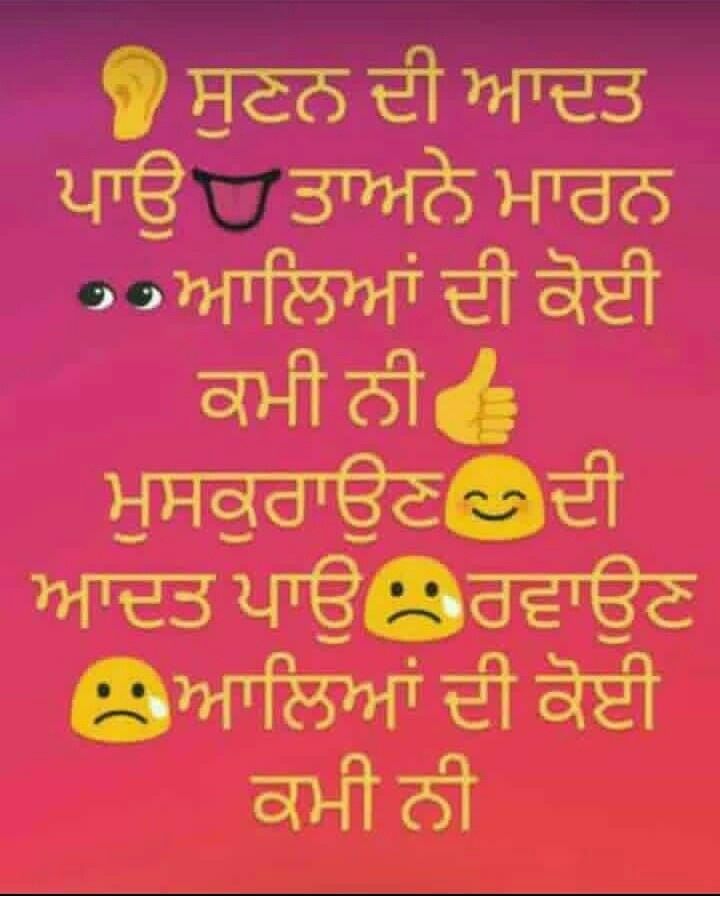 👂ਸੁਣਨ ਦੀ ਆਦਤ
ਪਾਉ👅ਤਾਅਨੇ ਮਾਰਨ
👀ਆਲਿਆਂ ਦੀ ਕੋਈ
ਕਮੀ ਨੀ👍
ਮੁਸਕੁਰਾਉਣ😊ਦੀ
ਆਦਤ ਪਾਉ😢ਰਵਾਉਣ
😢ਆਲਿਆਂ ਦੀ ਕੋਈ
ਕਮੀ ਨੀ